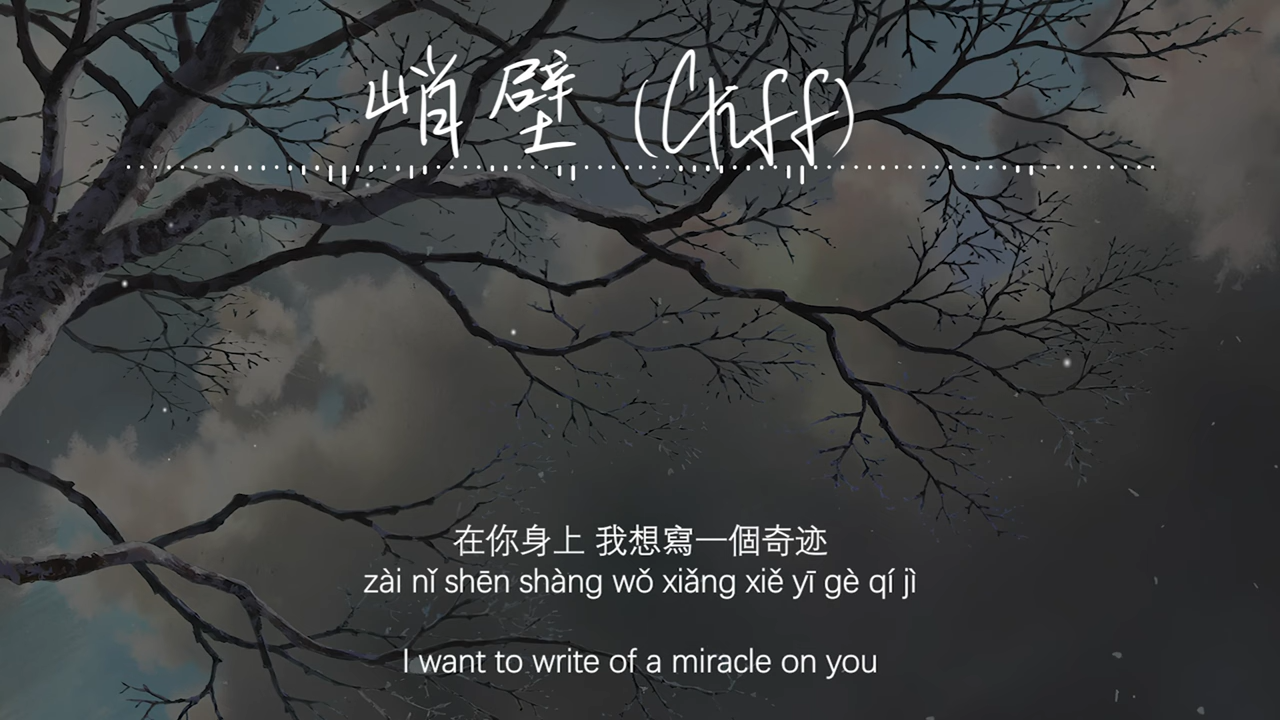 峭壁 (Cliff)
在你身上 我想寫一個奇迹
zài nǐ shēn shàng wǒ xiǎng xiě yī gè qí jì
I want to write of a miracle on you